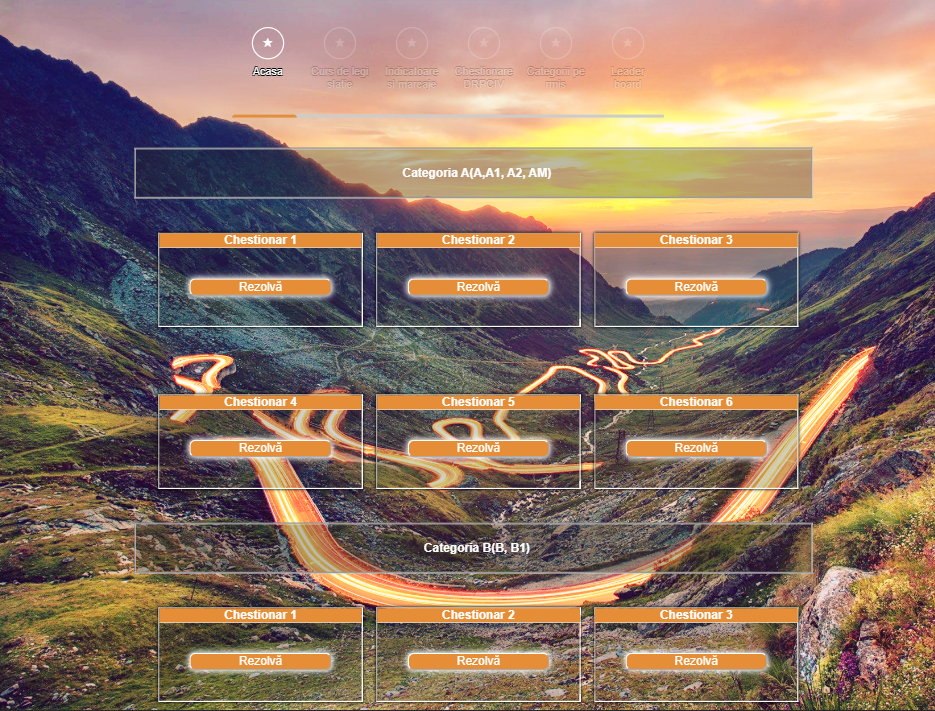 Acasa
Curs de legi
slabe
Indicatoare
si marcaje
Chestionare
DRPCIV
Categorii pe
rmis
Leader
board
Categoria A(A,A1, A2, AM)
Chestionar 1
Rezolvă
Chestionar 2
Rezolvă
Chestionar 3
Rezolvă
Chestionar 4
Rezolvă
Chestionar 5
Rezolvă
Chestionar 6
Rezolvă
Categoria B(B, B1)
Chestionar 1
Rezolvă
Chestionar 2
Rezolvă
Chestionar 3
Rezolvă